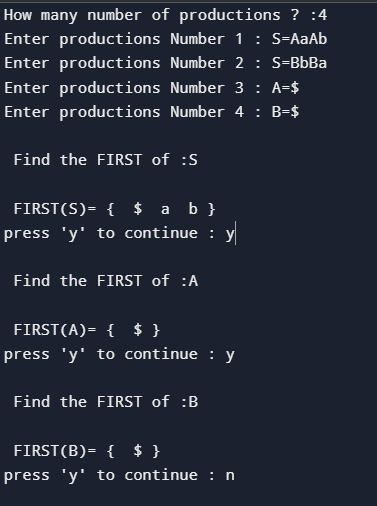 How many number of productions ? :4
Enter productions Number 1 : S=AaAb
Enter productions Number 2 : S=BbBa
Enter productions Number 3 : A=$
Enter productions Number 4 : B=$
Find the FIRST of :S
FIRST(S)= {  $  a  b }
press 'y' to continue : y
Find the FIRST of :A
FIRST(A)= {  $ }
press 'y' to continue : y
Find the FIRST of :B
FIRST(B)= {  $ }
press 'y' to continue : n